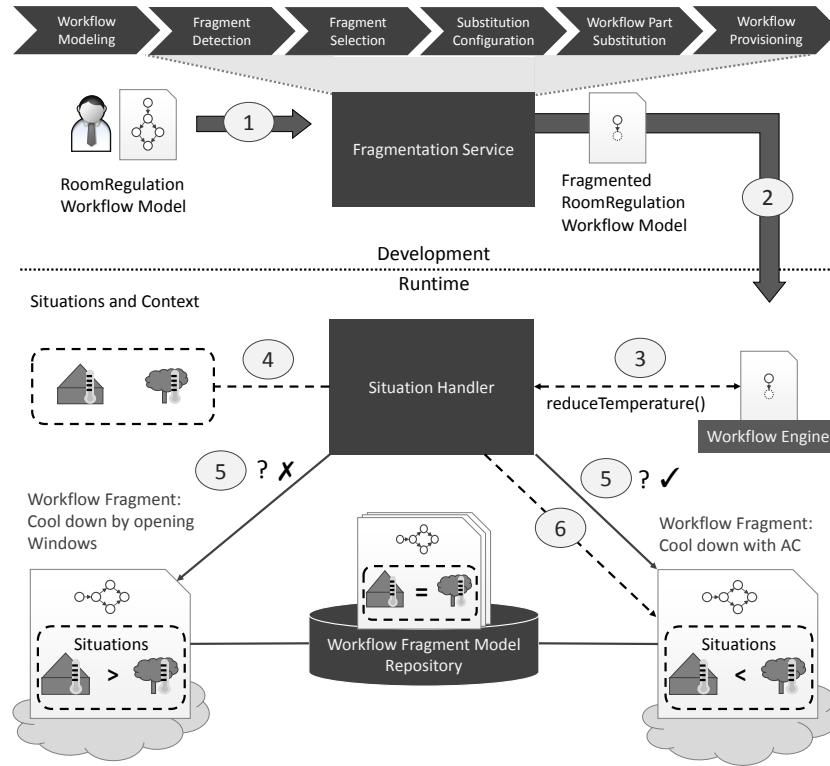 Workflow
Modeling
Fragment
Detection
Fragment
Selection
Substitution
Configuration
Workflow Part
Substitution
Workflow
Provisioning
1
RoomRegulation
Workflow Model
Fragmentation Service
Fragmented
RoomRegulation
Workflow Model
2
Development
Runtime
Situations and Context
4
Situation Handler
3
reduceTemperature()
Workflow Engine
5 ? ✗
5 ? ✓
6
Workflow Fragment:
Cool down by opening
Windows
Workflow Fragment:
Cool down with AC
Situations
>
=
Workflow Fragment Model
Repository
Situations
<